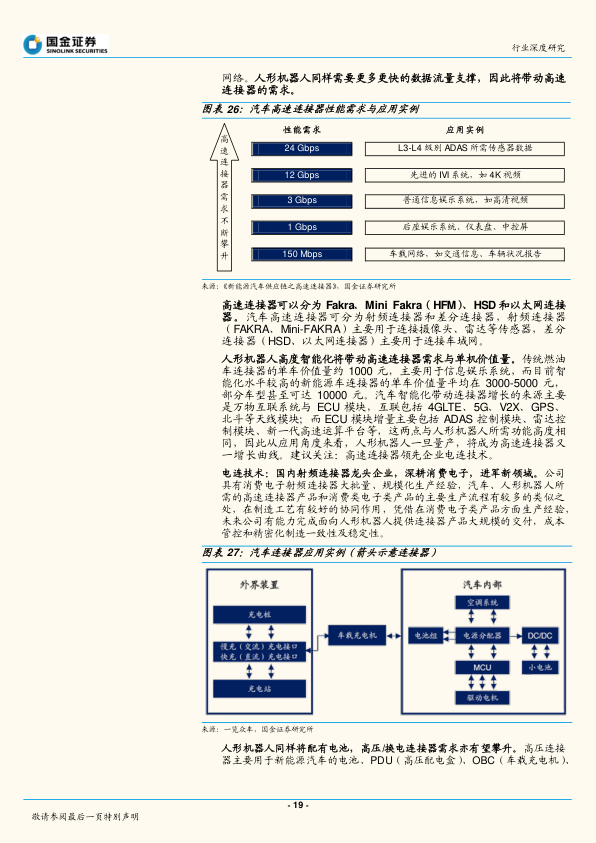 国金证券
SINOLINK SECURITIES
行业深度研究
网络。人形机器人同样需要更多更快的数据流量支撑，因此将带动高速
连接器的需求。
图表 26：汽车高速连接器性能需求与应用实例
高速连接器需求不断攀升
性能需求
应用实例
24 Gbps
L3-L4 级别 ADAS 所需传感器数据
12 Gbps
先进的 IVI 系统，如 4K 视频
3 Gbps
普通信息娱乐系统，如高清视频
1 Gbps
后座娱乐系统、仪表盘、中控屏
150 Mbps
车载网络，如交通信息、车辆状况报告
来源：《新能源汽车供应链之高速连接器》，国金证券研究所
高速连接器可以分为 Fakra、Mini Fakra（HFM）、HSD 和以太网连接
器。汽车高速连接器可分为射频连接器和差分连接器，射频连接器
（FAKRA、Mini-FAKRA）主要用于连接摄像头、雷达等传感器，差分
连接器（HSD、以太网连接器）主要用于连接车域网。
人形机器人高度智能化将带动高速连接器需求与单机价值量。传统燃油
车连接器的单车价值量约 1000 元，主要用于信息娱乐系统，而目前智
能化水平较高的新能源车连接器的单车价值量平均在 3000-5000 元，
部分车型甚至可达 10000 元。汽车智能化带动连接器增长的来源主要
是万物互联系统与 ECU 模块，互联包括 4GLTE、5G、V2X、GPS、
北斗等天线模块；而 ECU 模块增量主要包括 ADAS 控制模块、雷达控
制模块、新一代高速运算平台等，这两点与人形机器人所需功能高度相
同，因此从应用角度来看，人形机器人一旦量产，将成为高速连接器又
一增长曲线。建议关注：高速连接器领先企业电连技术。
电连技术：国内射频连接器龙头企业，深耕消费电子，进军新领域。公司
具有消费电子射频连接器大批量、规模化生产经验，汽车、人形机器人所
需的高速连接器产品和消费类电子类产品的主要生产流程有较多的类似之
处，在制造工艺有较好的协同作用，凭借在消费电子类产品方面生产经验，
未来公司有能力完成面向人形机器人提供连接器产品大规模的交付，成本
管控和精密化制造一致性及稳定性。
图表 27：汽车连接器应用实例（箭头示意连接器）
外界装置
充电桩
慢充（交流）充电接口
快充（直流）充电接口
充电站
车载充电机
汽车内部
空调系统
电池组
电源分配器
DC/DC
MCU
小电池
驱动电机
来源：一览众车，国金证券研究所
人形机器人同样将配有电池，高压/换电连接器需求亦有望攀升。高压连接
器主要用于新能源汽车的电池、PDU（高压配电盒）、OBC（车载充电机）、
- 19 -
敬请参阅最后一页特别声明